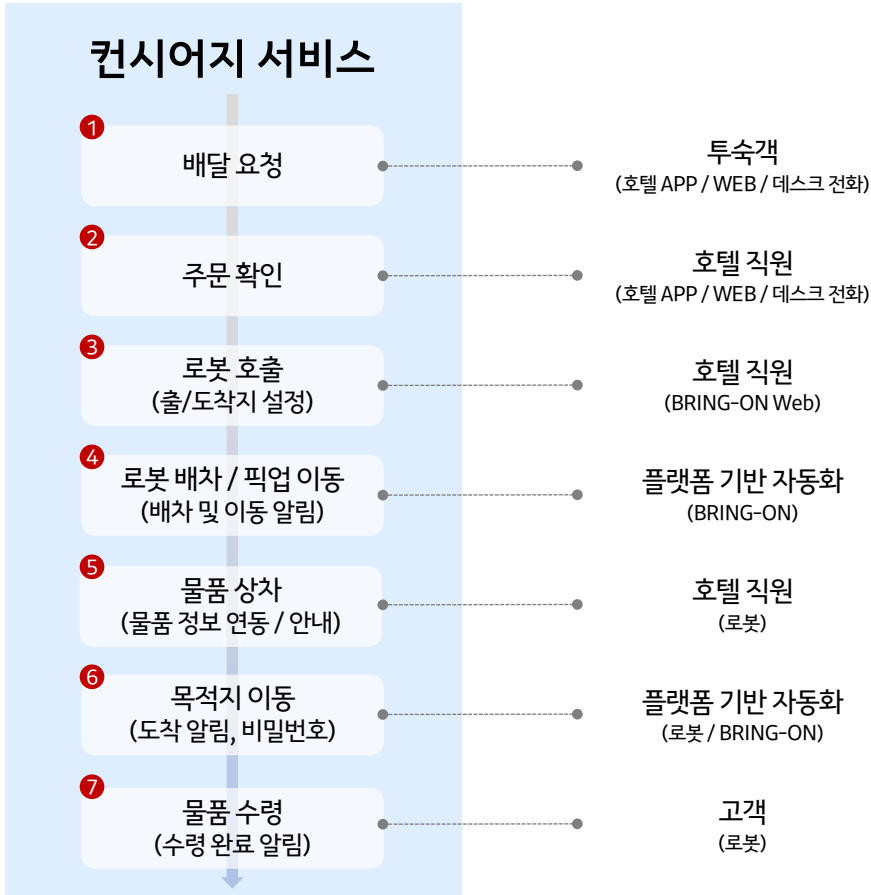 컨시어지 서비스
1
배달 요청
투숙객
(호텔 APP / WEB / 데스크 전화)
2
주문 확인
호텔 직원
(호텔 APP / WEB / 데스크 전화)
3
로봇 호출
(출/도착지 설정)
호텔 직원
(BRING-ON Web)
4
로봇 배차 / 픽업 이동
(배차 및 이동 알림)
플랫폼 기반 자동화
(BRING-ON)
5
물품 상차
(물품 정보 연동 / 안내)
호텔 직원
(로봇)
6
목적지 이동
(도착 알림, 비밀번호)
플랫폼 기반 자동화
(로봇 / BRING-ON)
7
물품 수령
(수령 완료 알림)
고객
(로봇)